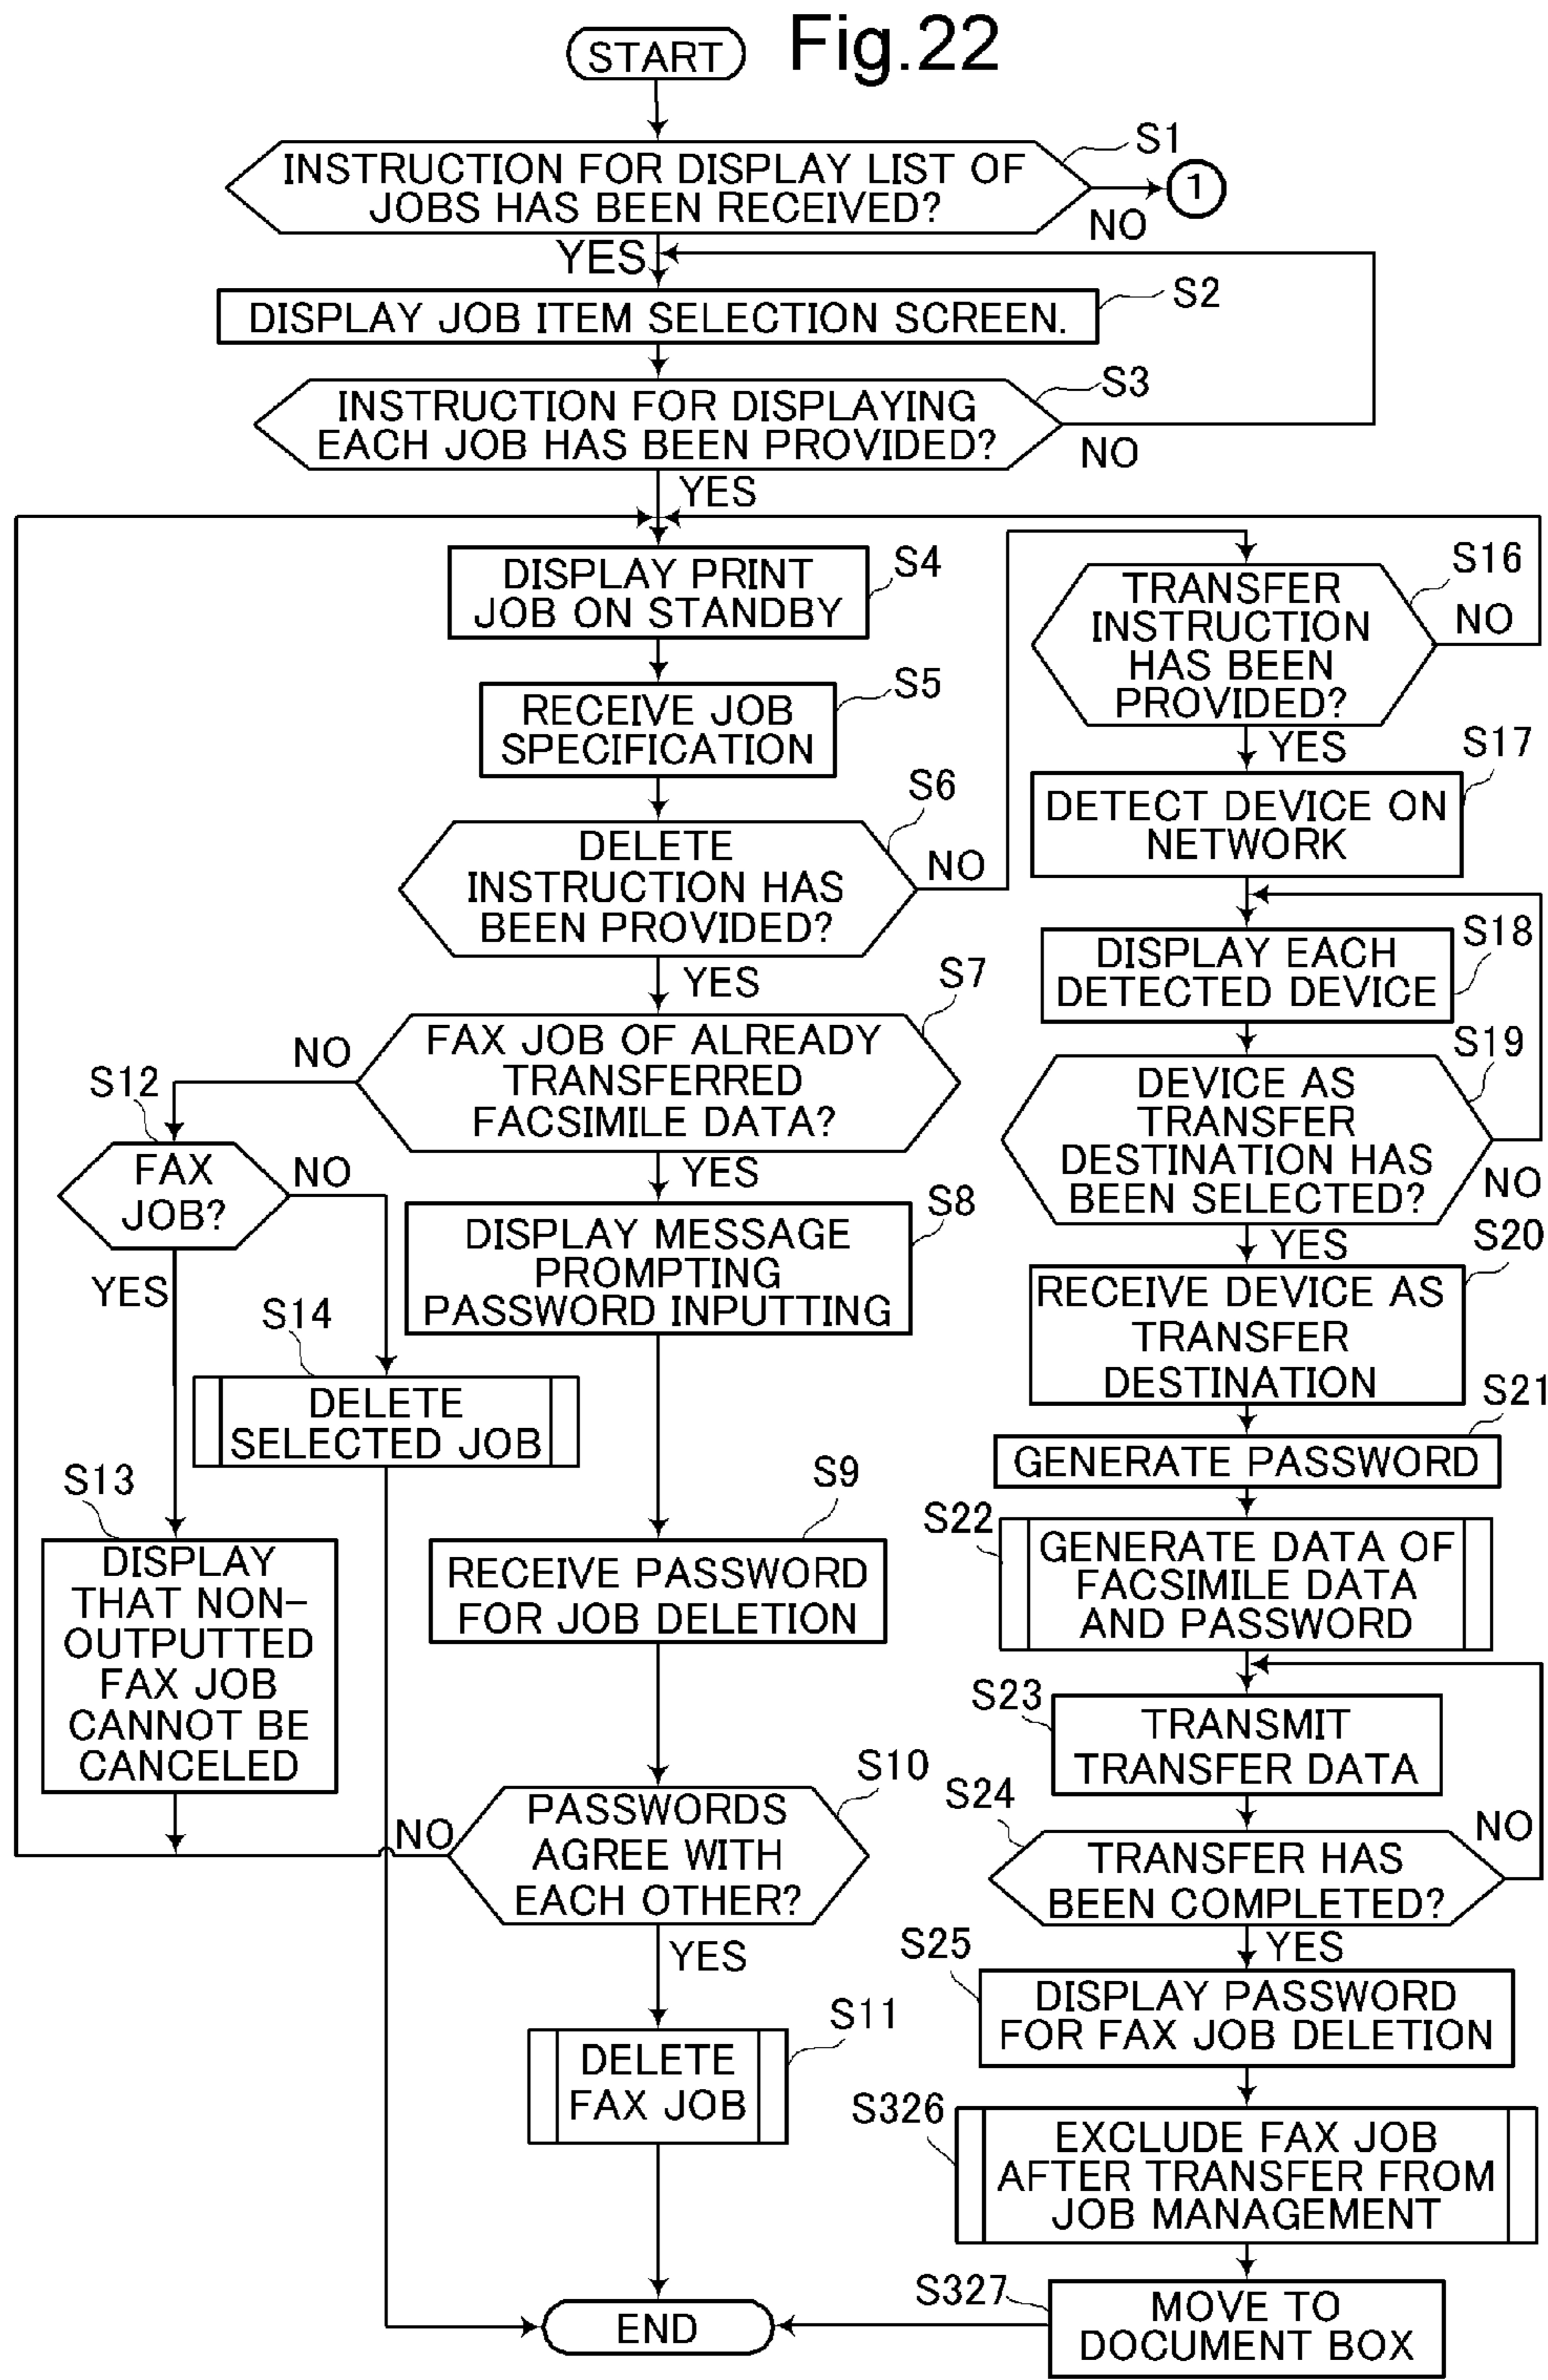 Fig.22
START
S1
INSTRUCTION FOR DISPLAY LIST OF
JOBS HAS BEEN RECEIVED?
1
NO
YES
S2
DISPLAY JOB ITEM SELECTION SCREEN.
S3
INSTRUCTION FOR DISPLAYING
EACH JOB HAS BEEN PROVIDED?
NO
YES
S4
DISPLAY PRINT
JOB ON STANDBY
S5
RECEIVE JOB
SPECIFICATION
S6
DELETE
INSTRUCTION HAS
BEEN PROVIDED?
NO
YES
S7
FAX JOB OF ALREADY
TRANSFERRED
FACSIMILE DATA?
NO
YES
S12
FAX
JOB?
NO
YES
S8
DISPLAY MESSAGE
PROMPTING
PASSWORD INPUTTING
S14
DELETE
SELECTED JOB
S13
DISPLAY
THAT NON-
OUTPUTTED
FAX JOB
CANNOT BE
CANCELED
S9
RECEIVE PASSWORD
FOR JOB DELETION
S10
PASSWORDS
AGREE WITH
EACH OTHER?
NO
YES
S11
DELETE
FAX JOB
S16
TRANSFER
INSTRUCTION
HAS BEEN
PROVIDED?
NO
YES
S17
DETECT DEVICE ON
NETWORK
S18
DISPLAY EACH
DETECTED DEVICE
S19
DEVICE AS
TRANSFER
DESTINATION HAS
BEEN SELECTED?
NO
YES
S20
RECEIVE DEVICE AS
TRANSFER
DESTINATION
S21
GENERATE PASSWORD
S22
GENERATE DATA OF
FACSIMILE DATA
AND PASSWORD
S23
TRANSMIT
TRANSFER DATA
S24
TRANSFER HAS
BEEN COMPLETED?
NO
YES
S25
DISPLAY PASSWORD
FOR FAX JOB DELETION
S326
EXCLUDE FAX JOB
AFTER TRANSFER FROM
JOB MANAGEMENT
S327
MOVE TO
DOCUMENT BOX
END